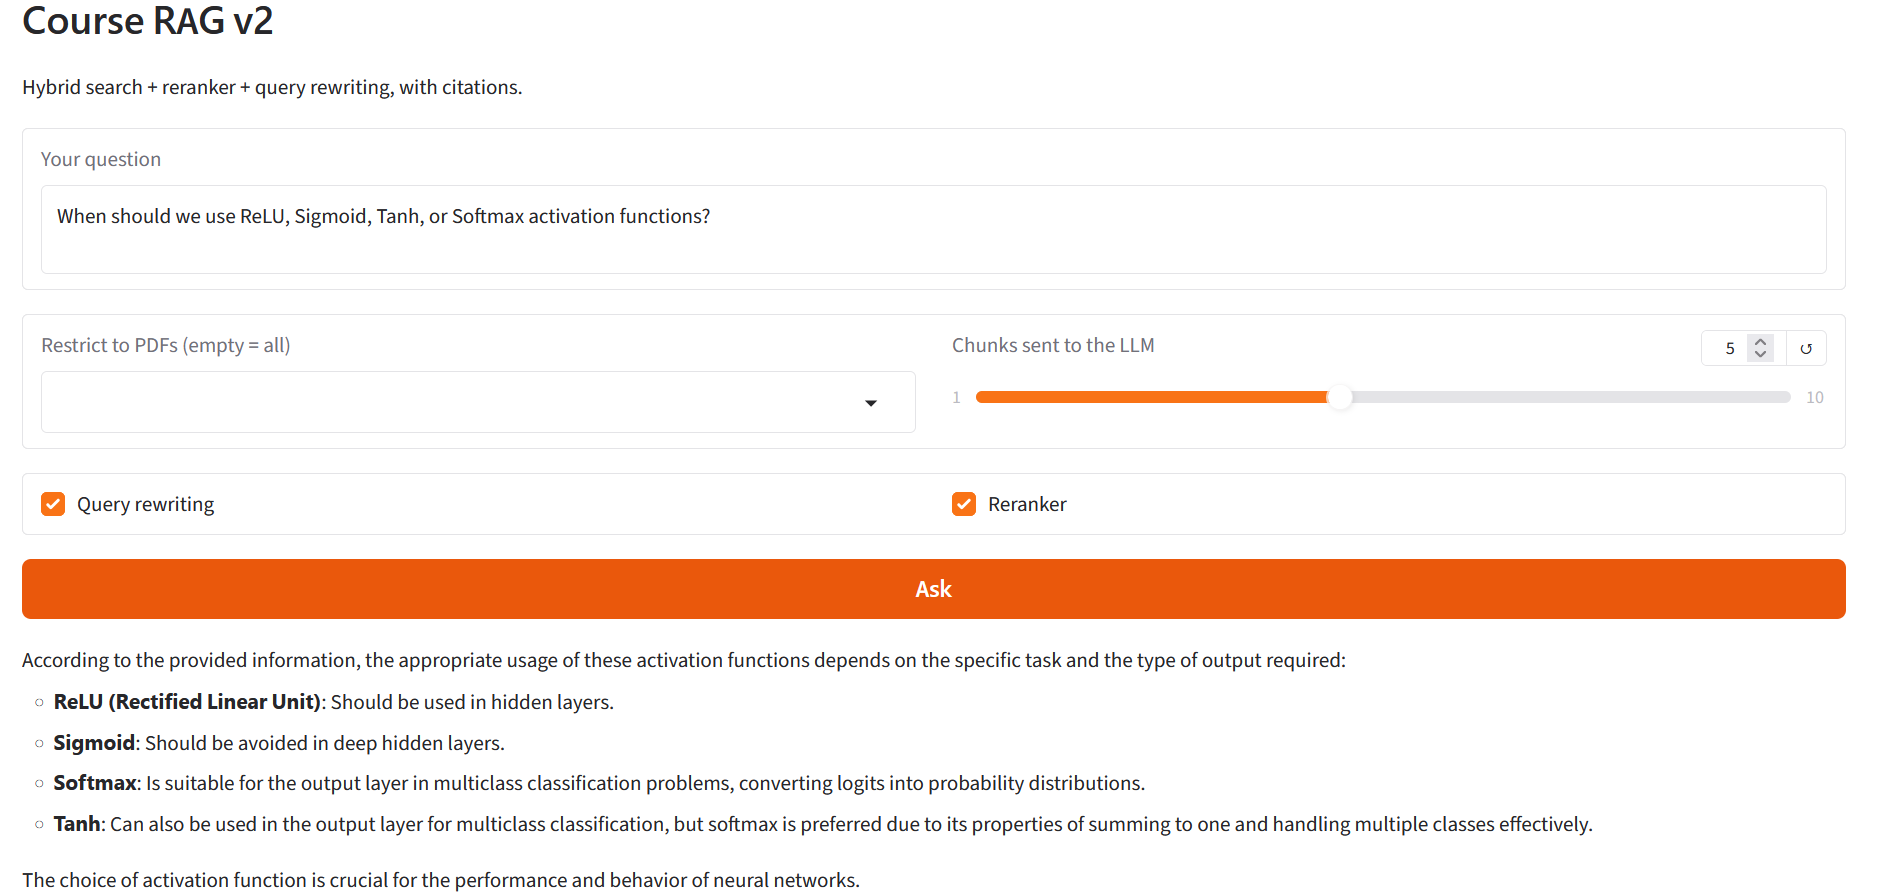 Course RAG v2
Hybrid search + reranker + query rewriting, with citations.
Your question
When should we use ReLU, Sigmoid, Tanh, or Softmax activation functions?
Restrict to PDFs (empty = all)
Chunks sent to the LLM
5
1
10
Query rewriting
Reranker
Ask
According to the provided information, the appropriate usage of these activation functions depends on the specific task and the type of output required:
ReLU (Rectified Linear Unit): Should be used in hidden layers.
Sigmoid: Should be avoided in deep hidden layers.
Softmax: Is suitable for the output layer in multiclass classification problems, converting logits into probability distributions.
Tanh: Can also be used in the output layer for multiclass classification, but softmax is preferred due to its properties of summing to one and handling multiple classes effectively.
The choice of activation function is crucial for the performance and behavior of neural networks.